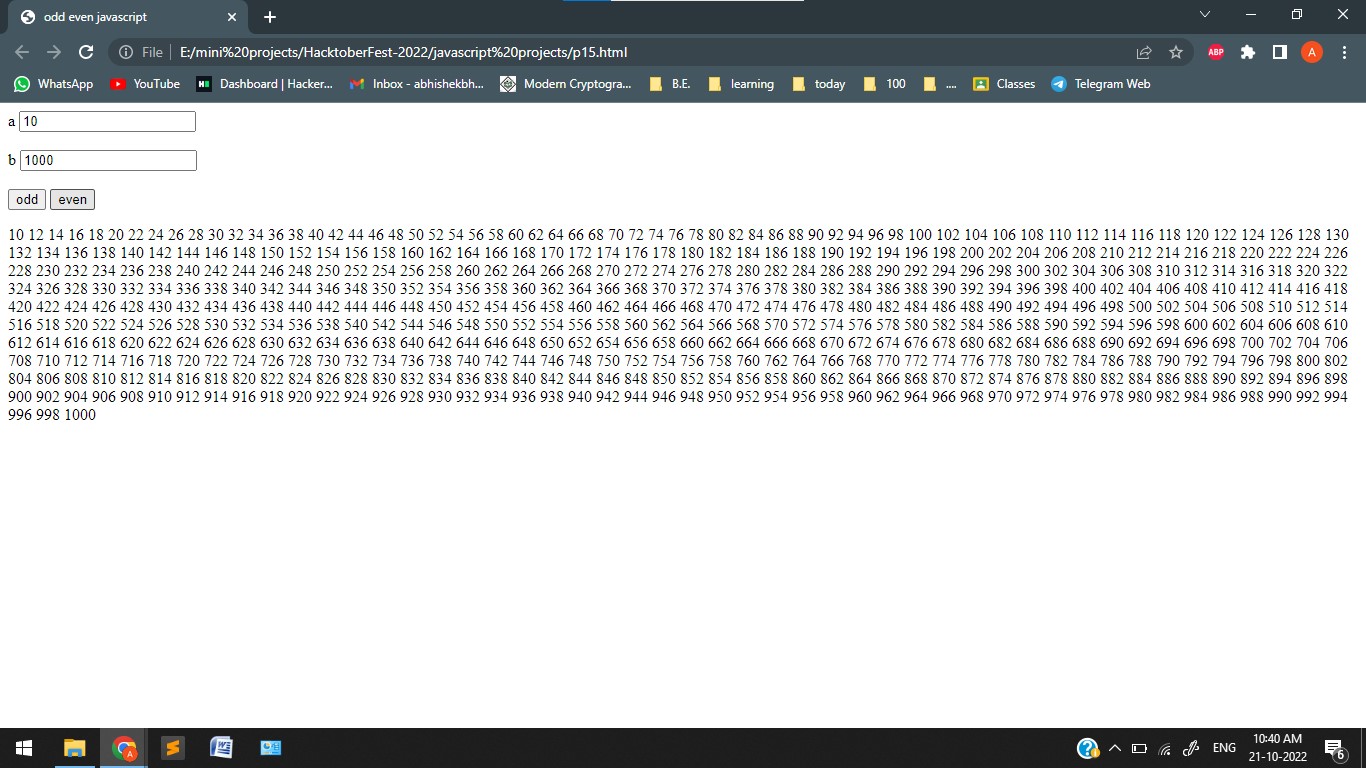 odd even javascript
File E:/mini%20projects/HacktoberFest-2022/javascript%20projects/p15.html
ABP
A
WhatsApp YouTube Dashboard | Hacker... Inbox - abhishekbh... Modern Cryptogra... B.E. learning today 100 .... Classes Telegram Web
a 10
b 1000
odd even
10 12 14 16 18 20 22 24 26 28 30 32 34 36 38 40 42 44 46 48 50 52 54 56 58 60 62 64 66 68 70 72 74 76 78 80 82 84 86 88 90 92 94 96 98 100 102 104 106 108 110 112 114 116 118 120 122 124 126 128 130
132 134 136 138 140 142 144 146 148 150 152 154 156 158 160 162 164 166 168 170 172 174 176 178 180 182 184 186 188 190 192 194 196 198 200 202 204 206 208 210 212 214 216 218 220 222 224 226
228 230 232 234 236 238 240 242 244 246 248 250 252 254 256 258 260 262 264 266 268 270 272 274 276 278 280 282 284 286 288 290 292 294 296 298 300 302 304 306 308 310 312 314 316 318 320 322
324 326 328 330 332 334 336 338 340 342 344 346 348 350 352 354 356 358 360 362 364 366 368 370 372 374 376 378 380 382 384 386 388 390 392 394 396 398 400 402 404 406 408 410 412 414 416 418
420 422 424 426 428 430 432 434 436 438 440 442 444 446 448 450 452 454 456 458 460 462 464 466 468 470 472 474 476 478 480 482 484 486 488 490 492 494 496 498 500 502 504 506 508 510 512 514
516 518 520 522 524 526 528 530 532 534 536 538 540 542 544 546 548 550 552 554 556 558 560 562 564 566 568 570 572 574 576 578 580 582 584 586 588 590 592 594 596 598 600 602 604 606 608 610
612 614 616 618 620 622 624 626 628 630 632 634 636 638 640 642 644 646 648 650 652 654 656 658 660 662 664 666 668 670 672 674 676 678 680 682 684 686 688 690 692 694 696 698 700 702 704 706
708 710 712 714 716 718 720 722 724 726 728 730 732 734 736 738 740 742 744 746 748 750 752 754 756 758 760 762 764 766 768 770 772 774 776 778 780 782 784 786 788 790 792 794 796 798 800 802
804 806 808 810 812 814 816 818 820 822 824 826 828 830 832 834 836 838 840 842 844 846 848 850 852 854 856 858 860 862 864 866 868 870 872 874 876 878 880 882 884 886 888 890 892 894 896 898
900 902 904 906 908 910 912 914 916 918 920 922 924 926 928 930 932 934 936 938 940 942 944 946 948 950 952 954 956 958 960 962 964 966 968 970 972 974 976 978 980 982 984 986 988 990 992 994
996 998 1000
ENG
10:40 AM
21-10-2022
6